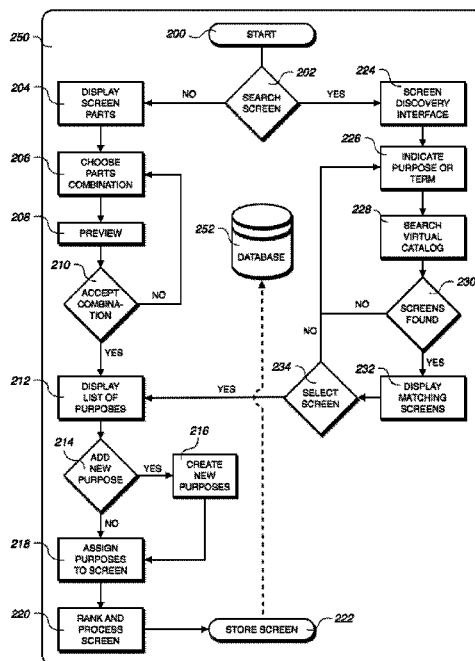 250
200
START
202
SEARCH
SCREEN
NO
YES
204
DISPLAY
SCREEN
PARTS
224
SCREEN
DISCOVERY
INTERFACE
206
CHOOSE
PARTS
COMBINATION
226
INDICATE
PURPOSE OR
TERM
208
PREVIEW
228
SEARCH
VIRTUAL
CATALOG
252
DATABASE
210
ACCEPT
COMBINA-
TION
NO
YES
230
SCREENS
FOUND
NO
YES
212
DISPLAY
LIST OF
PURPOSES
YES
234
SELECT
SCREEN
NO
232
DISPLAY
MATCHING
SCREENS
214
ADD NEW
PURPOSE
YES
NO
216
CREATE
NEW
PURPOSES
218
ASSIGN
PURPOSES
TO SCREEN
220
RANK AND
PROCESS
SCREEN
STORE SCREEN
222